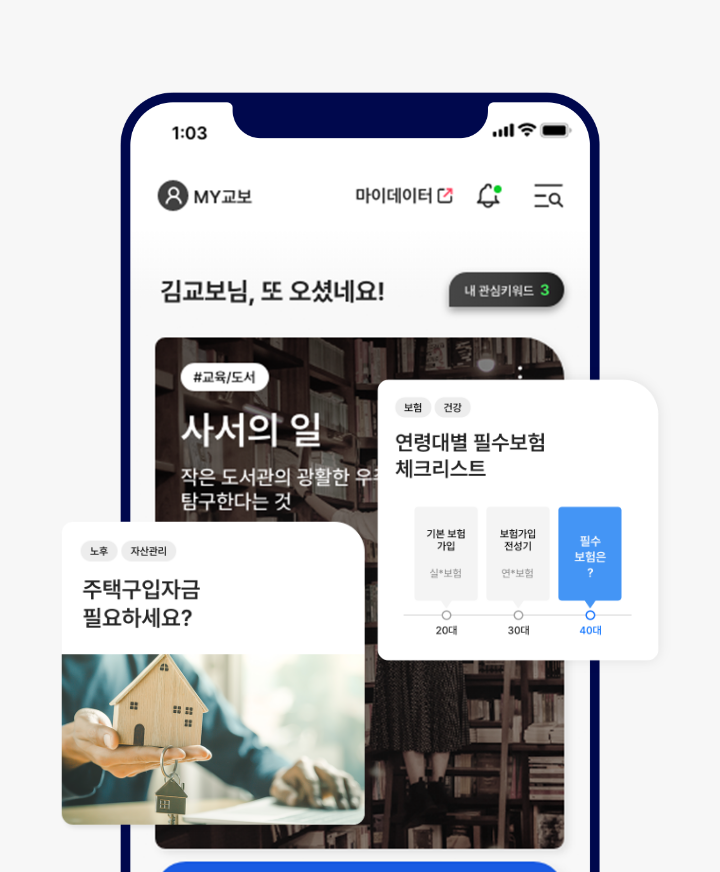 1:03
MY교보
마이데이터
김교보님, 또 오셨네요!
내 관심키워드 3
#교육/도서
사서의 일
작은 도서관의 광활한 우주
탐구한다는 것
보험 건강
연령대별 필수보험
체크리스트
기본 보험
가입
실*보험
20대
보험가입
전성기
연*보험
30대
필수
보험은
?
40대
노후 자산관리
주택구입자금
필요하세요?